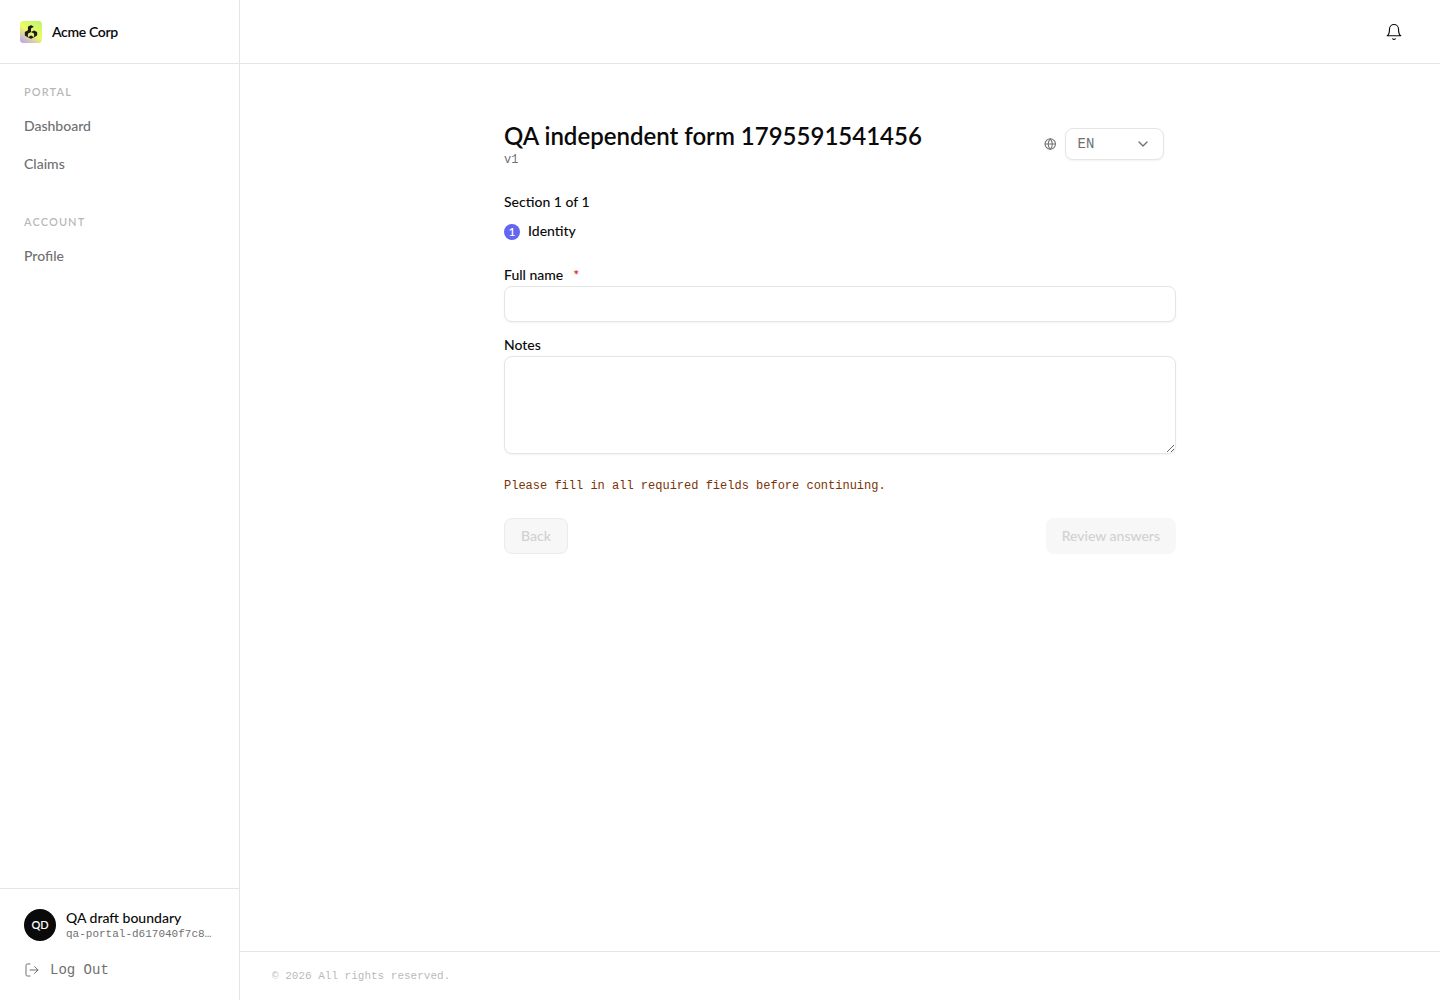 Acme Corp
PORTAL
Dashboard
Claims
ACCOUNT
Profile
QA independent form 1795591541456
v1
EN
Section 1 of 1
1 Identity
Full name *
Notes
Please fill in all required fields before continuing.
Back
Review answers
QD
QA draft boundary
qa-portal-d617040f7c8…
Log Out
© 2026 All rights reserved.